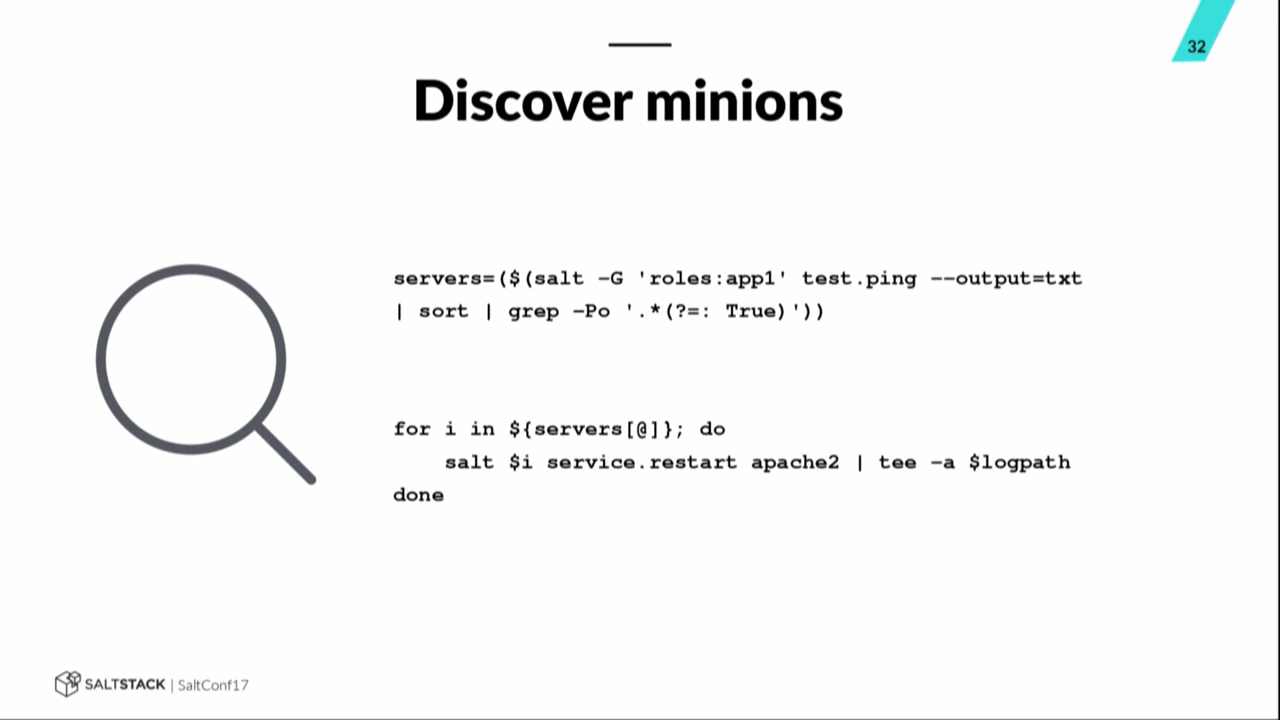 32
Discover minions
servers=($(salt -G 'roles:app1' test.ping --output=txt
| sort | grep -Po '.*(?=: True)'))
for i in ${servers[@]}; do
    salt $i service.restart apache2 | tee -a $logpath
done
SALTSTACK | SaltConf17